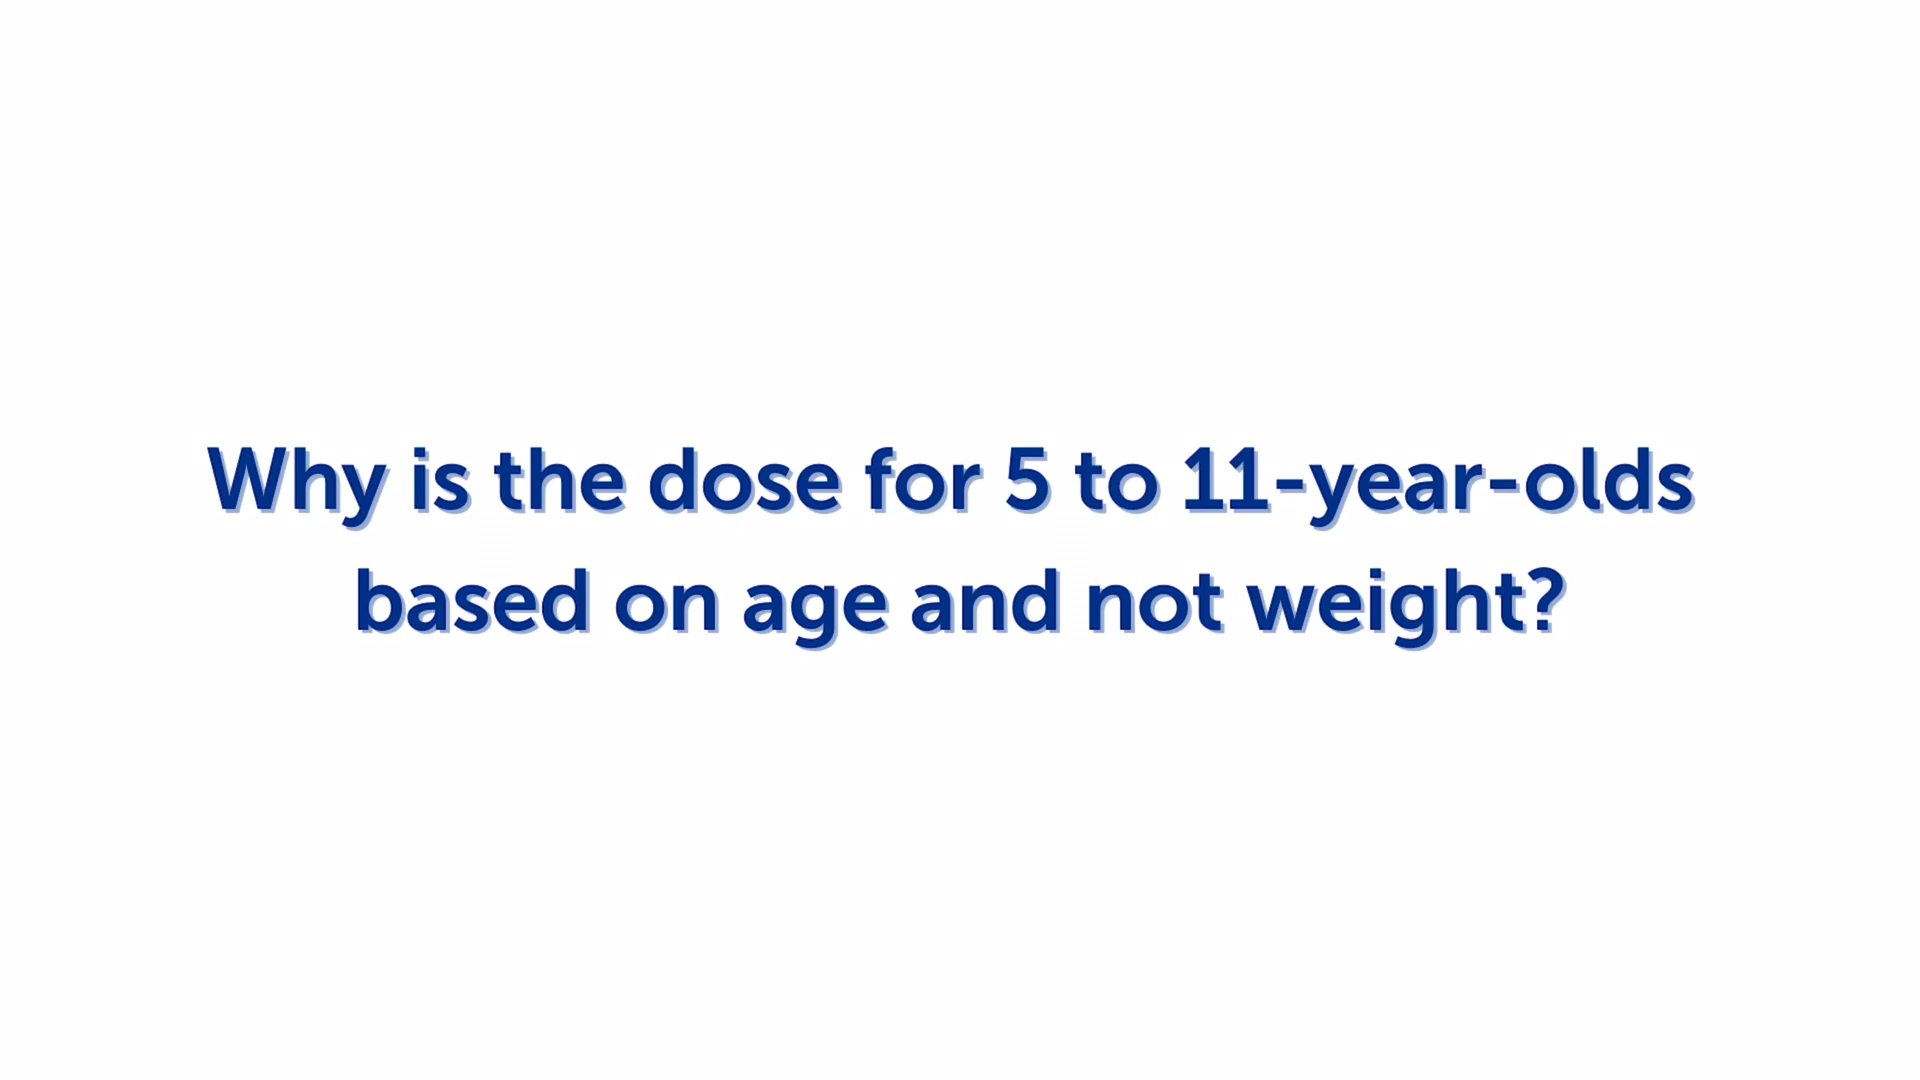 Why is the dose for 5 to 11-year-olds
based on age and not weight?